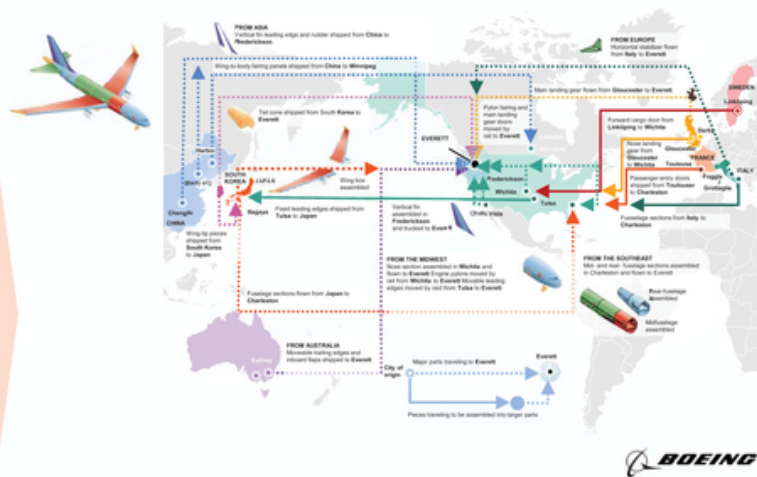 FROM ASIA
Vertical fin leading edge and rudder shipped from China to
Frederickson
Wing-to-body fairing panels shipped from China to Winnipeg
FROM EUROPE
Horizontal stabilizer flown
from Italy to Everett
Main landing gear flown from Gloucester to Everett
SWEDEN
Linköping
Tail cone shipped from South Korea to
Everett
Pylon fairing and
main landing
gear doors
moved by
rail to Everett
Forward cargo door from
Linköping to Wichita
EVERETT
Nose landing
gear from
Gloucester
to Wichita
Gloucester
FRANCE
Toulouse
Harbin
SOUTH
KOREA
JAPAN
Wing box
assembled
Frederickson
Wichita
Tulsa
Passenger entry doors
shipped from Toulouse
to Charleston
Foggia
ITALY
Grottaglie
Chengdu
CHINA
Nagoya
Fixed leading edges shipped from
Tulsa to Japan
Vertical fin
assembled in
Frederickson
and trucked to Everett
Chula Vista
Fuselage sections from Italy to
Charleston
Wing-tip pieces
shipped from
South Korea
to Japan
FROM THE MIDWEST
Nose section assembled in Wichita and
flown to Everett Engine pylons moved by
rail from Wichita to Everett Movable leading
edges moved by raid from Tulsa to Everett
FROM THE SOUTHEAST
Mid- and rear- fuselage sections assembled
in Charleston and flown to Everett
Fuselage sections flown from Japan to
Charleston
Rear-fuselage
assembled
Midfuselage
assembled
FROM AUSTRALIA
Moveable trailing edges and
inboard flaps shipped to Everett
Sydney
City of
origin
Major parts traveling to Everett
Everett
Pieces traveling to be assembled into larger parts
BOEING